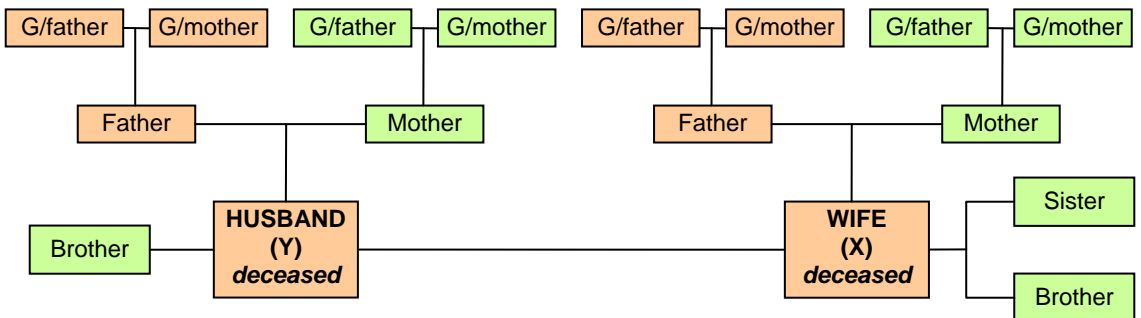 G/father G/mother G/father G/mother G/father G/mother G/father G/mother
Father Mother Father Mother
HUSBAND
(Y)
deceased
WIFE
(X)
deceased
Sister
Brother
Brother